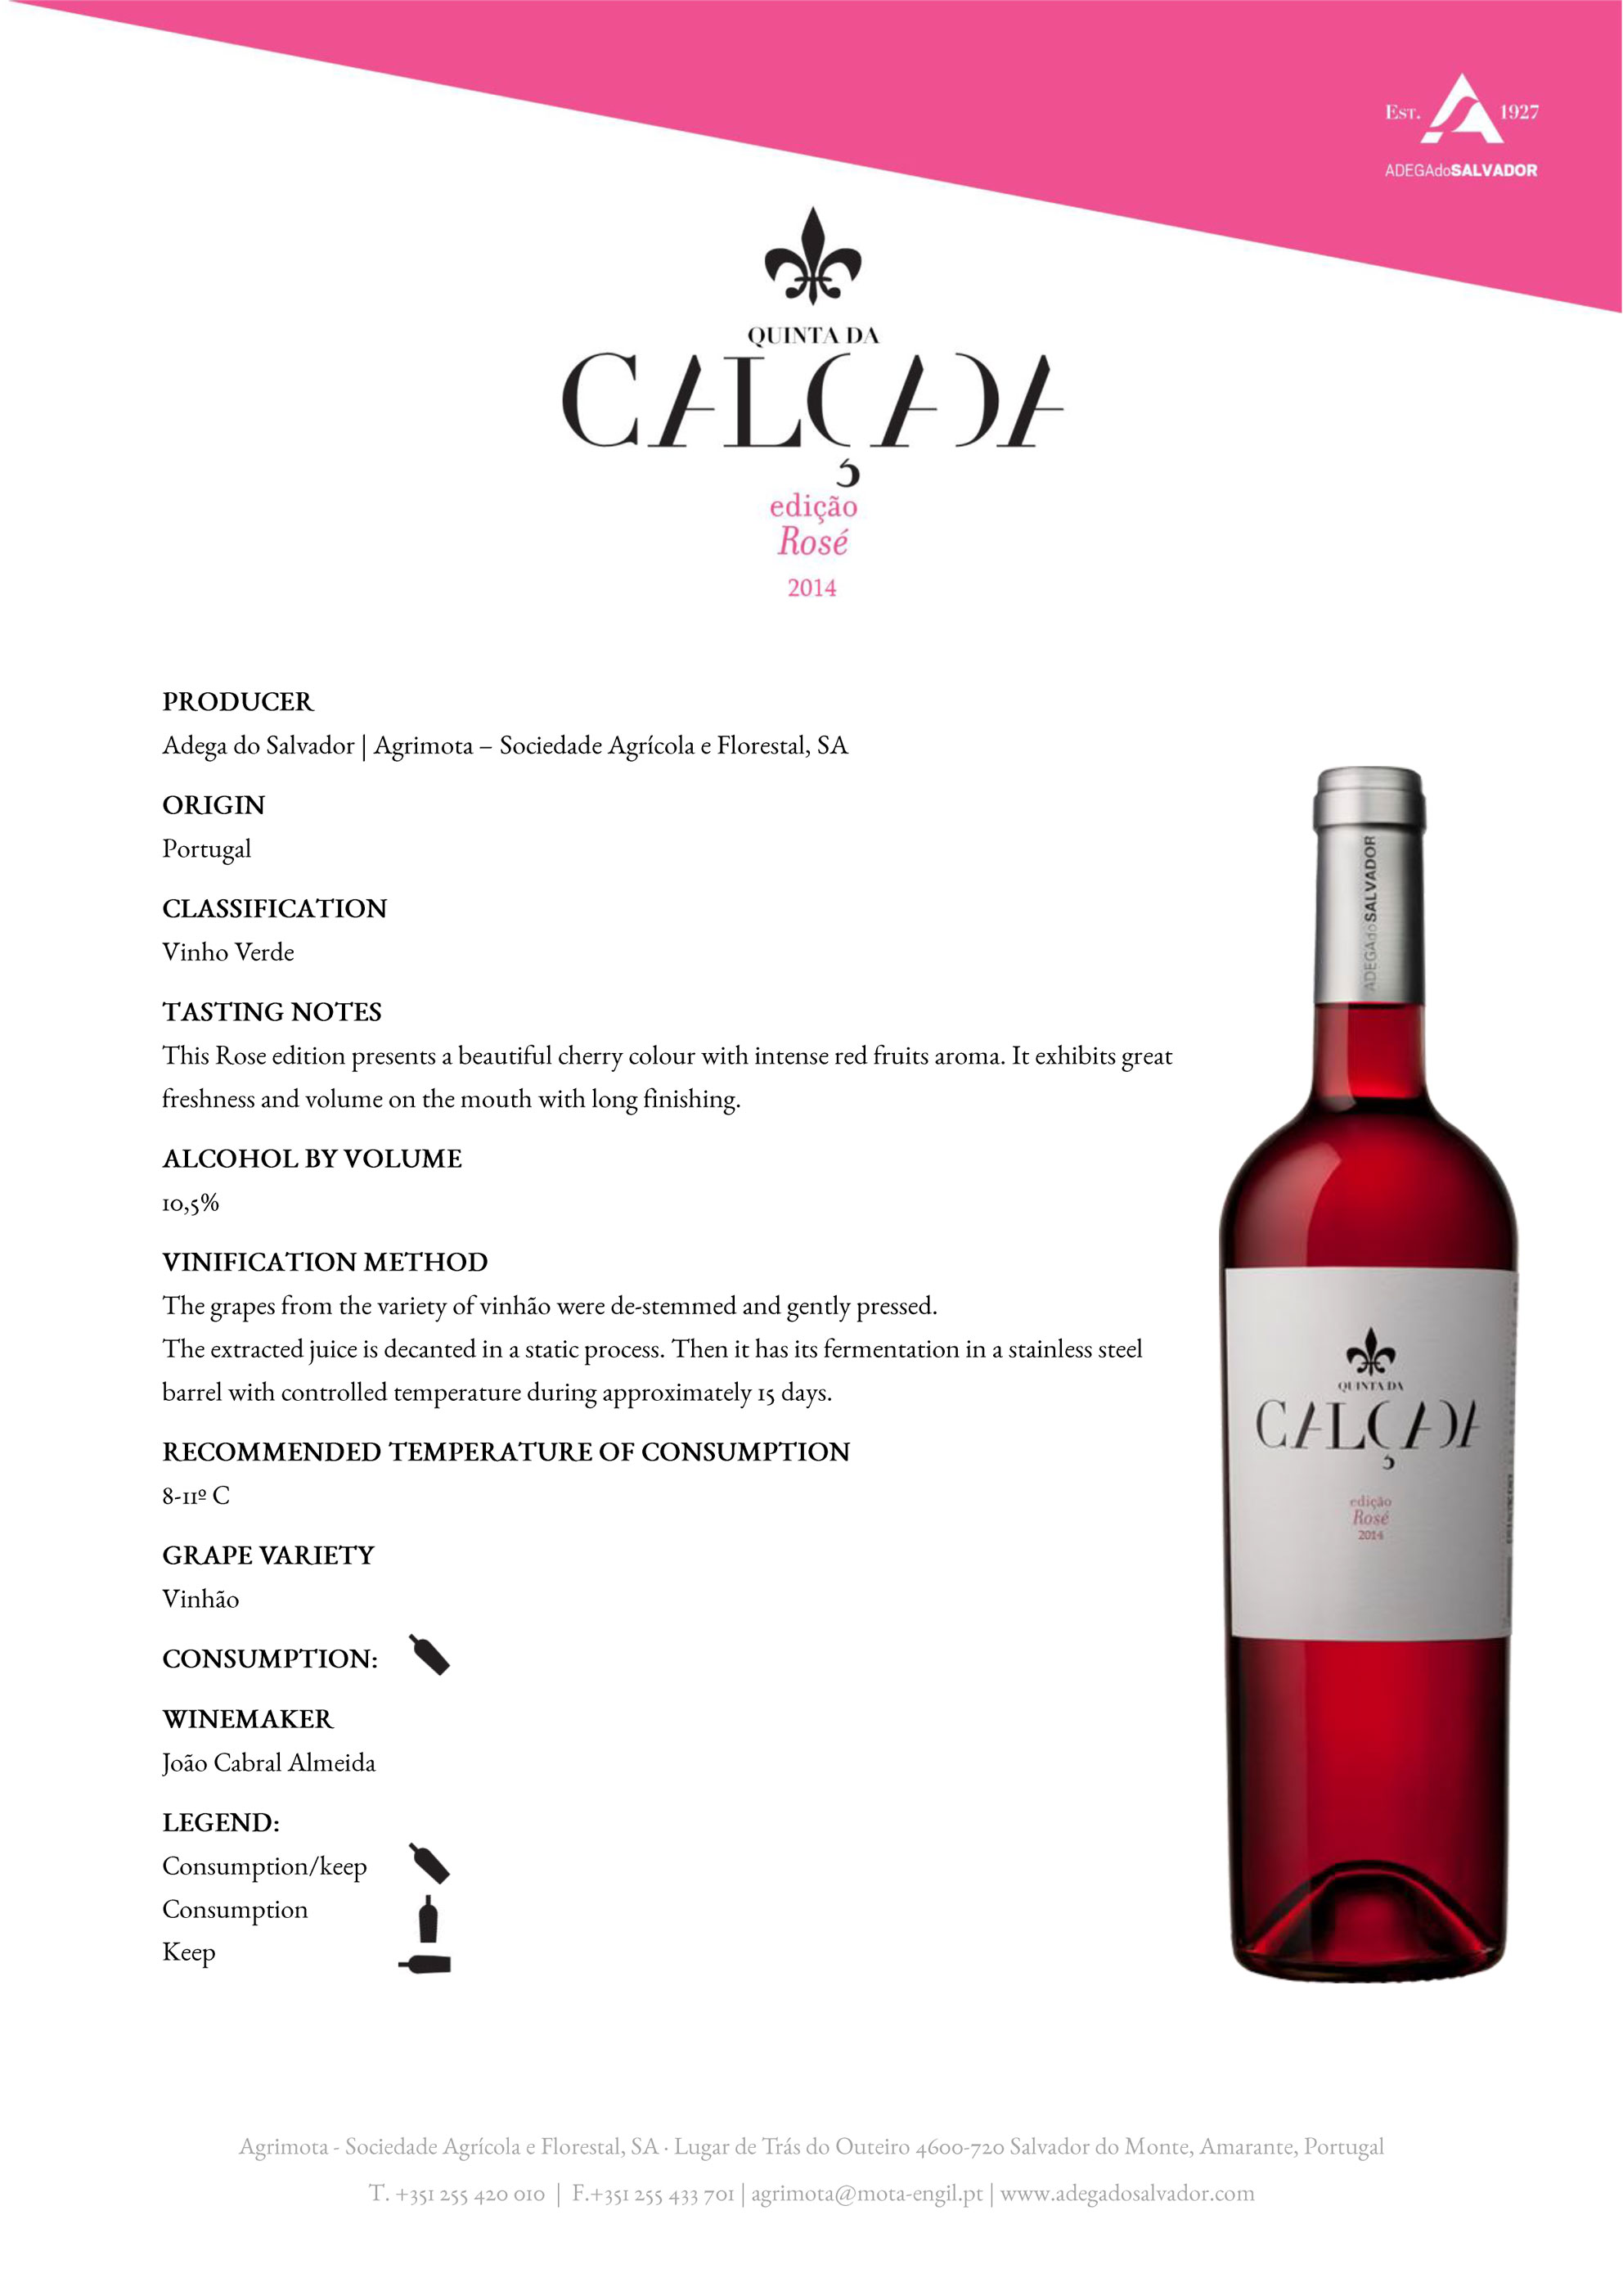 EST. 1927
ADEGAdoSALVADOR
QUINTA DA
CALÇADA
edição
Rosé
2014
PRODUCER
Adega do Salvador | Agrimota – Sociedade Agrícola e Florestal, SA
ORIGIN
Portugal
CLASSIFICATION
Vinho Verde
TASTING NOTES
This Rose edition presents a beautiful cherry colour with intense red fruits aroma. It exhibits great
freshness and volume on the mouth with long finishing.
ALCOHOL BY VOLUME
10,5%
VINIFICATION METHOD
The grapes from the variety of vinhão were de-stemmed and gently pressed.
The extracted juice is decanted in a static process. Then it has its fermentation in a stainless steel
barrel with controlled temperature during approximately 15 days.
RECOMMENDED TEMPERATURE OF CONSUMPTION
8-11º C
GRAPE VARIETY
Vinhão
CONSUMPTION:
WINEMAKER
João Cabral Almeida
LEGEND:
Consumption/keep
Consumption
Keep
ADEGAdoSALVADOR
QUINTA DA
CALÇADA
edição
Rosé
2014
Agrimota - Sociedade Agrícola e Florestal, SA · Lugar de Trás do Outeiro 4600-720 Salvador do Monte, Amarante, Portugal
T. +351 255 420 010 | F.+351 255 433 701 | agrimota@mota-engil.pt | www.adegadosalvador.com